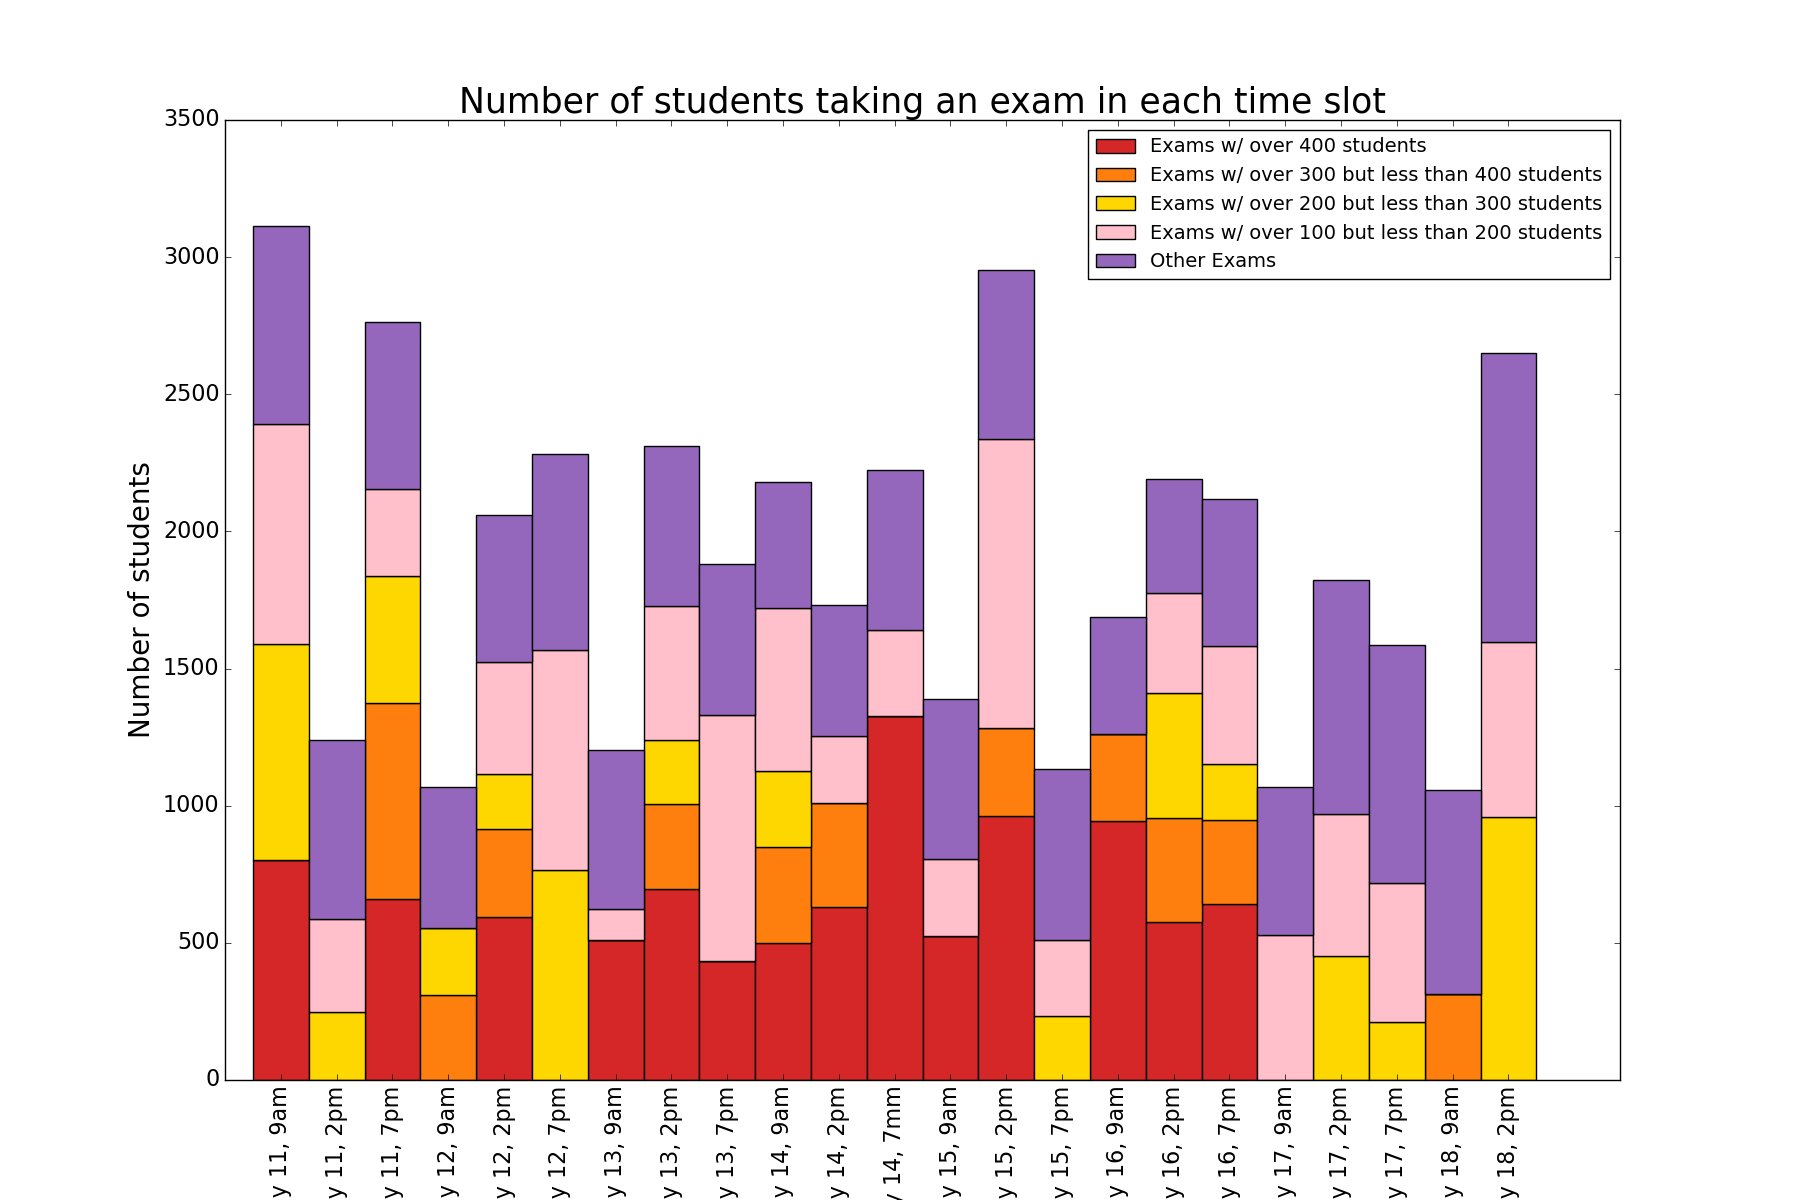 Number of students taking an exam in each time slot
Exams w/ over 400 students
Exams w/ over 300 but less than 400 students
Exams w/ over 200 but less than 300 students
Exams w/ over 100 but less than 200 students
Other Exams
Number of students
3500
3000
2500
2000
1500
1000
500
0
y 11, 9am
y 11, 2pm
y 11, 7pm
y 12, 9am
y 12, 2pm
y 12, 7pm
y 13, 9am
y 13, 2pm
y 13, 7pm
y 14, 9am
y 14, 2pm
y 14, 7mm
y 15, 9am
y 15, 2pm
y 15, 7pm
y 16, 9am
y 16, 2pm
y 16, 7pm
y 17, 9am
y 17, 2pm
y 17, 7pm
y 18, 9am
y 18, 2pm